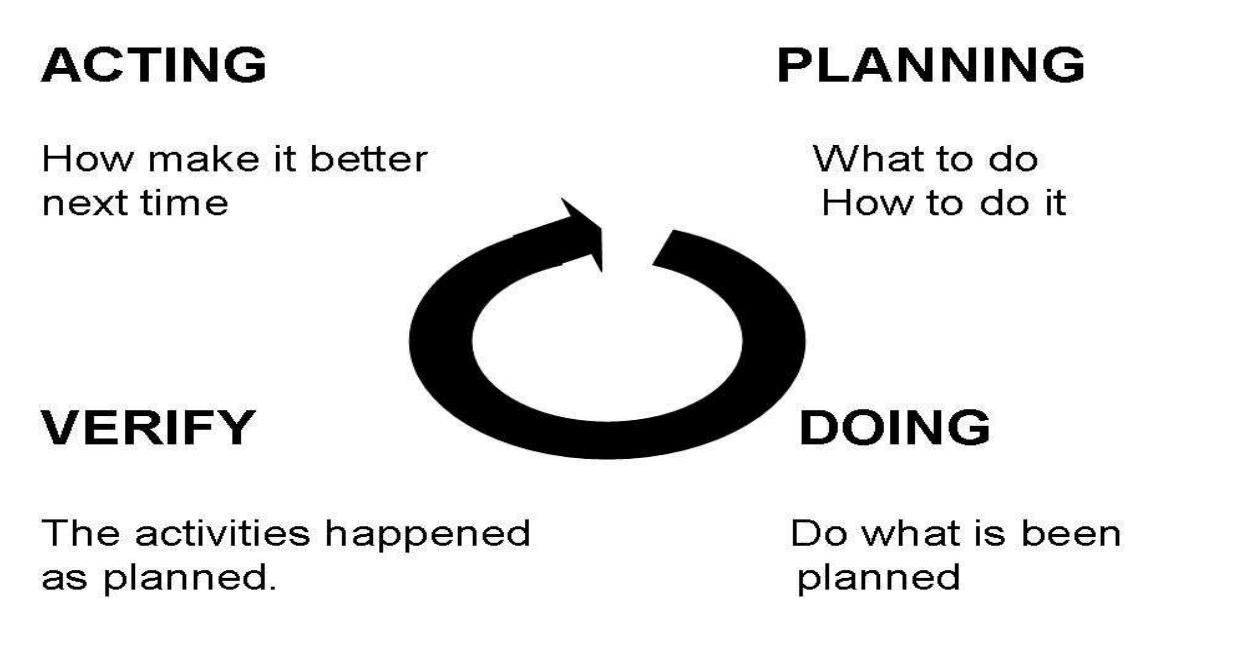 ACTING
How make it better
next time
PLANNING
What to do
How to do it
VERIFY
The activities happened
as planned.
DOING
Do what is been
planned